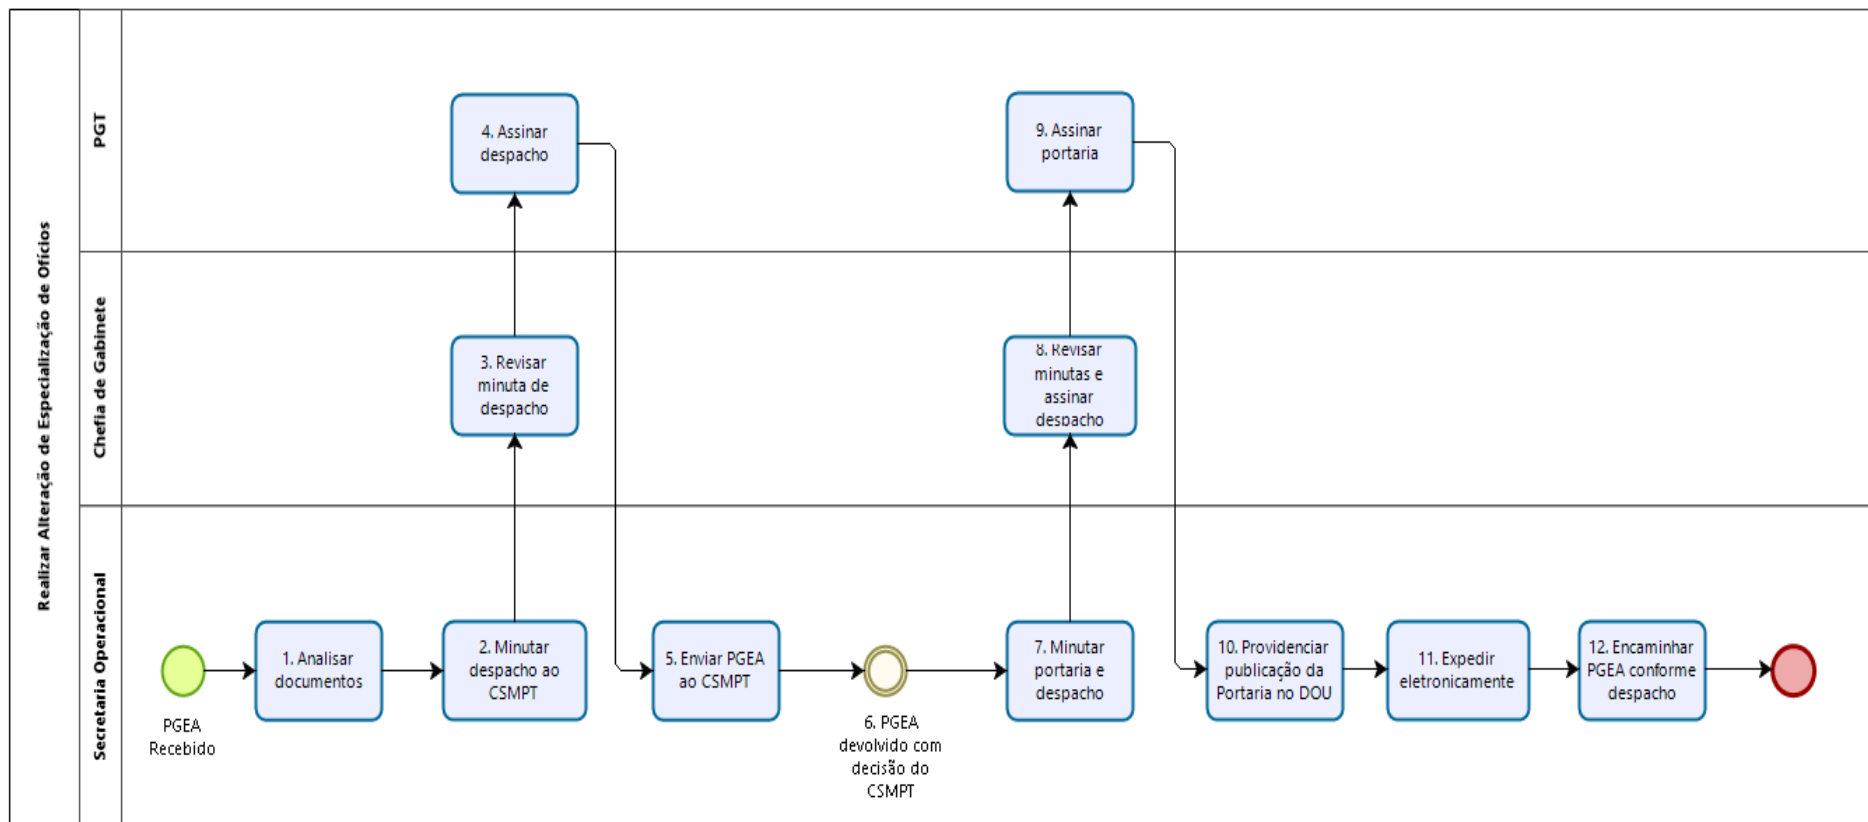 Realizar Alteração de Especialização de Ofícios
PGT
4. Assinar
despacho
9. Assinar
portaria
Chefia de Gabinete
3. Revisar
minuta de
despacho
8. Revisar
minutas e
assinar
despacho
Secretaria Operacional
PGEA
Recebido
1. Analisar
documentos
2. Minutar
despacho ao
CSMPT
5. Enviar PGEA
ao CSMPT
6. PGEA
devolvido com
decisão do
CSMPT
7. Minutar
portaria e
despacho
10. Providenciar
publicação da
Portaria no DOU
11. Expedir
eletronicamente
12. Encaminhar
PGEA conforme
despacho